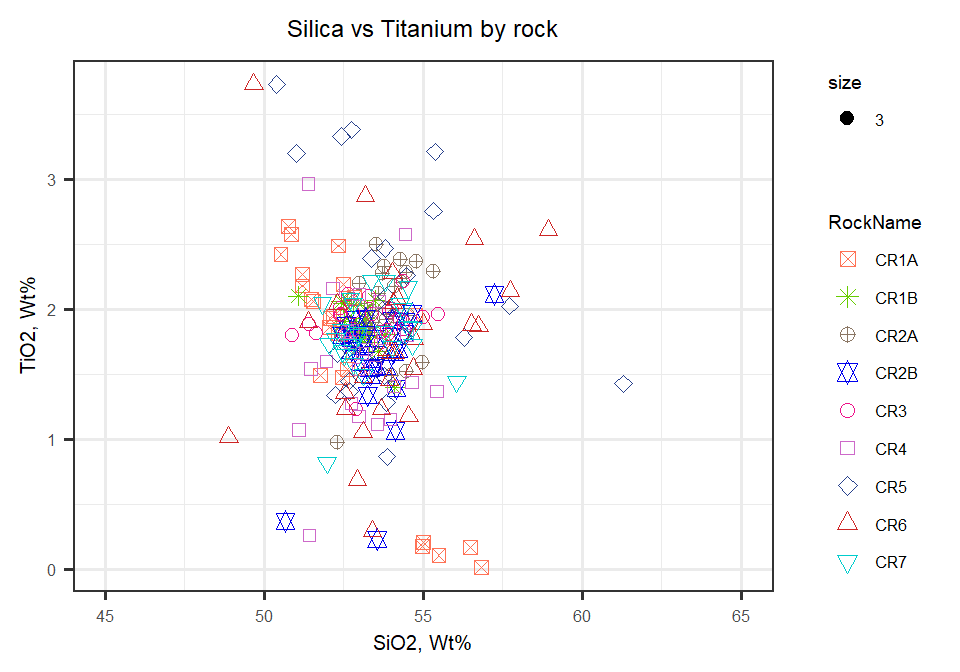 Silica vs Titanium by rock
TiO2, Wt%
3
2
1
0
45
50
55
60
65
SiO2, Wt%
size
3
RockName
CR1A
CR1B
CR2A
CR2B
CR3
CR4
CR5
CR6
CR7